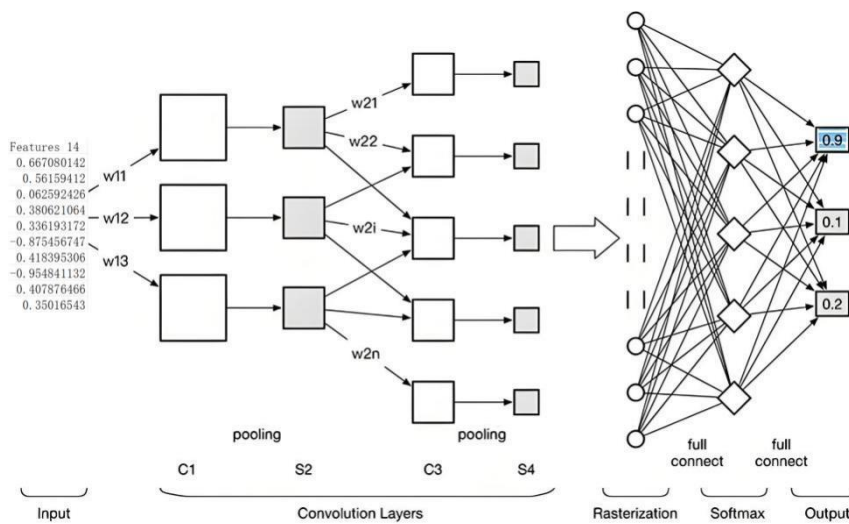 Features 14
0.667080142
0.56159412
0.062592426
0.380621064
0.336193172
-0.875456747
0.418395306
-0.954841132
0.407876466
0.35016543
w11
w12
w13
w21
w22
w2i
w2n
0.9
0.1
0.2
pooling
pooling
full
connect
full
connect
C1
S2
C3
S4
Input
Convolution Layers
Rasterization
Softmax
Output